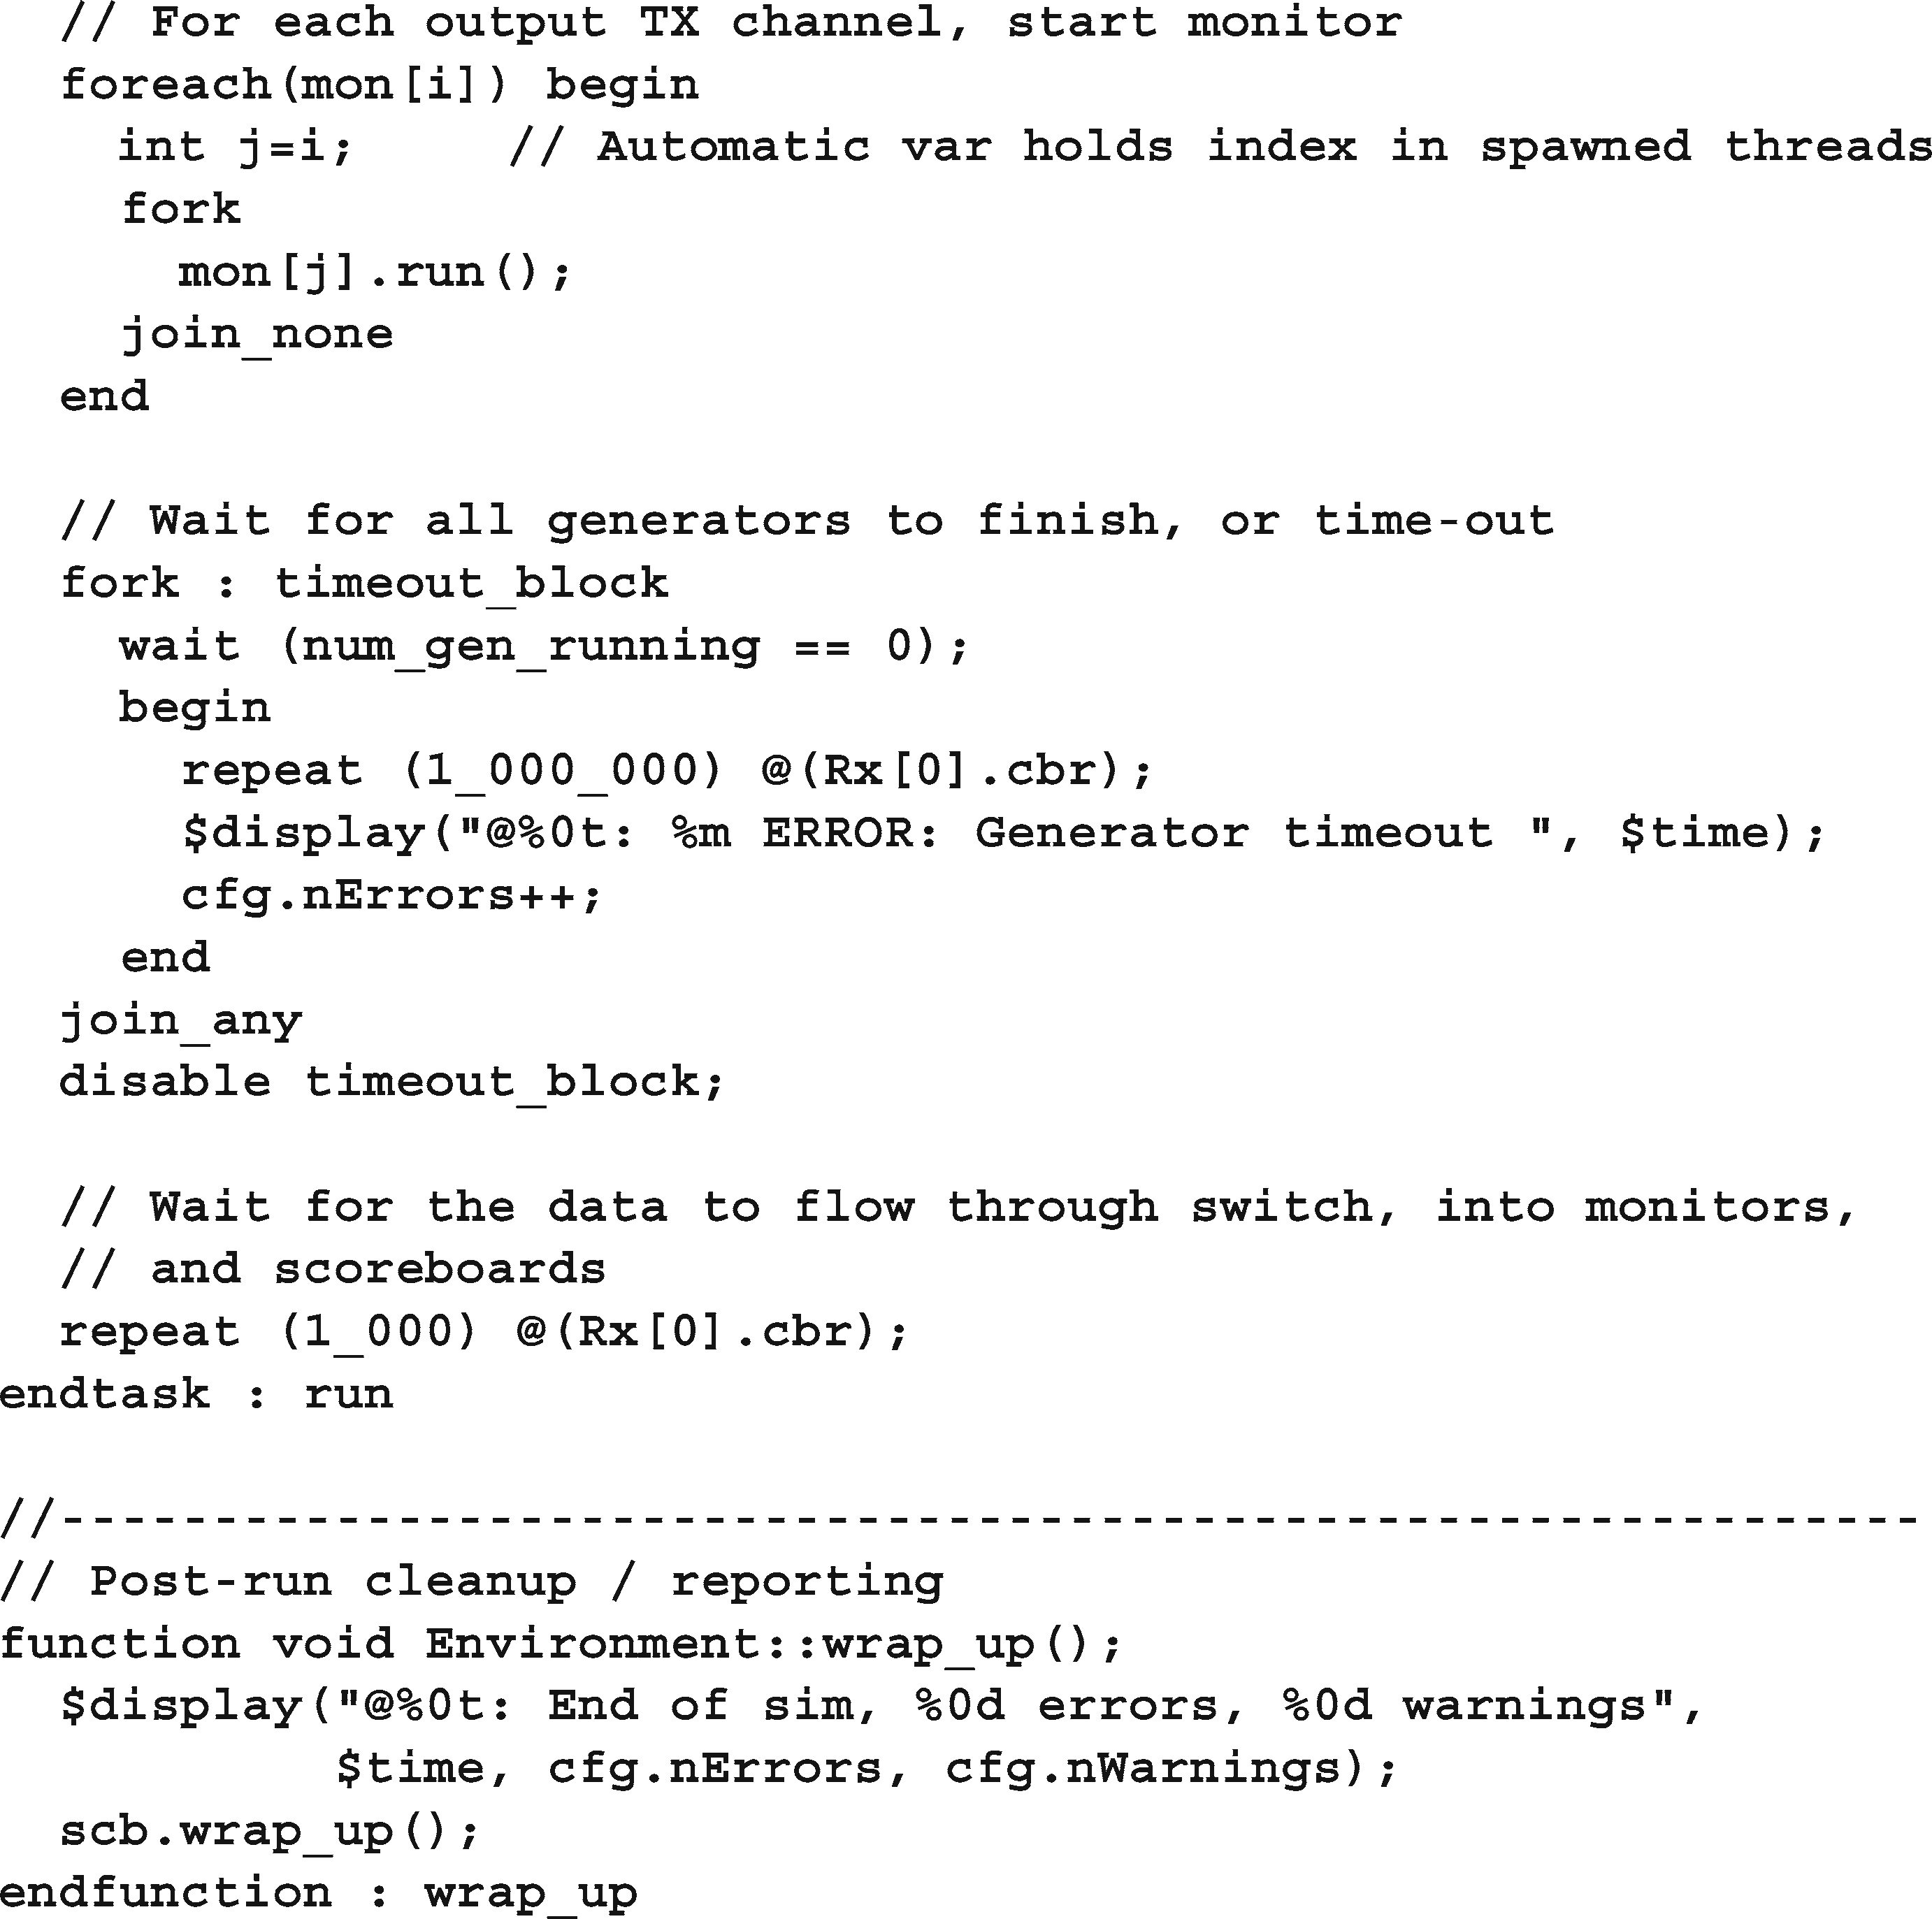 // For each output TX channel, start monitor
foreach(mon[i]) begin
int j=i; // Automatic var holds index in spawned threads
fork
mon[j].run();
join_none
end
// Wait for all generators to finish, or time-out
fork : timeout_block
wait (num_gen_running == 0);
begin
repeat (1_000_000) @(Rx[0].cbr);
$display("@%0t: %m ERROR: Generator timeout ", $time);
cfg.nErrors++;
end
join_any
disable timeout_block;
// Wait for the data to flow through switch, into monitors,
// and scoreboards
repeat (1_000) @(Rx[0].cbr);
endtask : run
//-------------------------------------------------------------
// Post-run cleanup / reporting
function void Environment::wrap_up();
$display("@%0t: End of sim, %0d errors, %0d warnings",
$time, cfg.nErrors, cfg.nWarnings);
scb.wrap_up();
endfunction : wrap_up